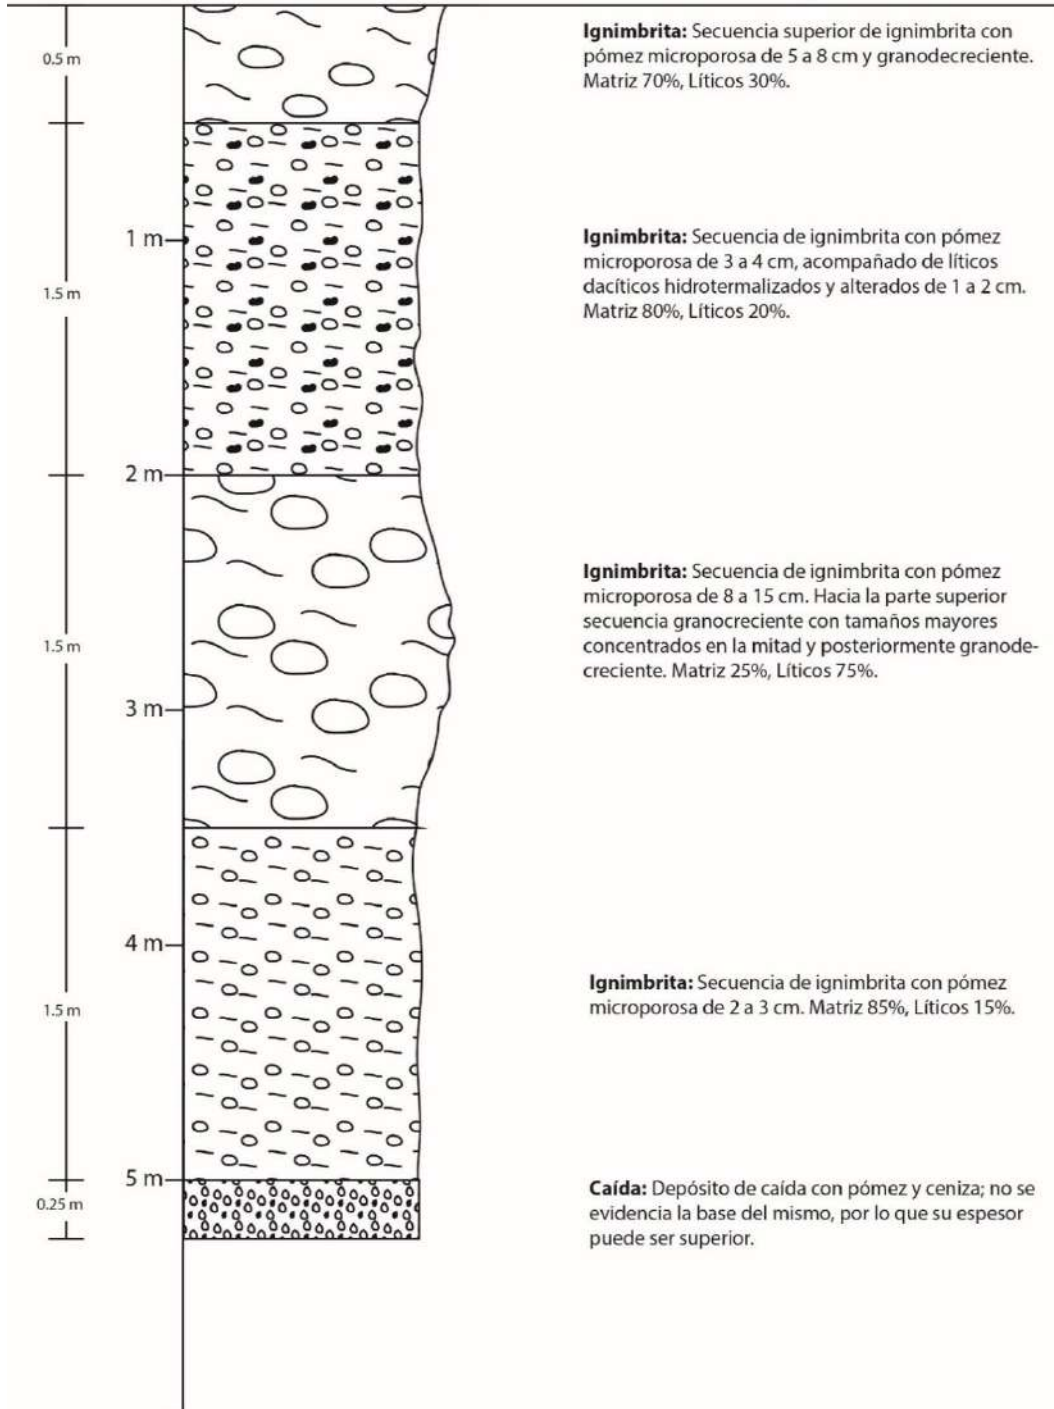 0.5 m
Ignimbrita: Secuencia superior de ignimbrita con
pómez microporosa de 5 a 8 cm y granodecreciente.
Matriz 70%, Líticos 30%.
1 m
1.5 m
Ignimbrita: Secuencia de ignimbrita con pómez
microporosa de 3 a 4 cm, acompañado de líticos
dacíticos hidrotermalizados y alterados de 1 a 2 cm.
Matriz 80%, Líticos 20%.
2 m
1.5 m
Ignimbrita: Secuencia de ignimbrita con pómez
microporosa de 8 a 15 cm. Hacia la parte superior
secuencia granocreciente con tamaños mayores
concentrados en la mitad y posteriormente granode-
creciente. Matriz 25%, Líticos 75%.
3 m
4 m
1.5 m
Ignimbrita: Secuencia de ignimbrita con pómez
microporosa de 2 a 3 cm. Matriz 85%, Líticos 15%.
5 m
0.25 m
Caída: Depósito de caída con pómez y ceniza; no se
evidencia la base del mismo, por lo que su espesor
puede ser superior.